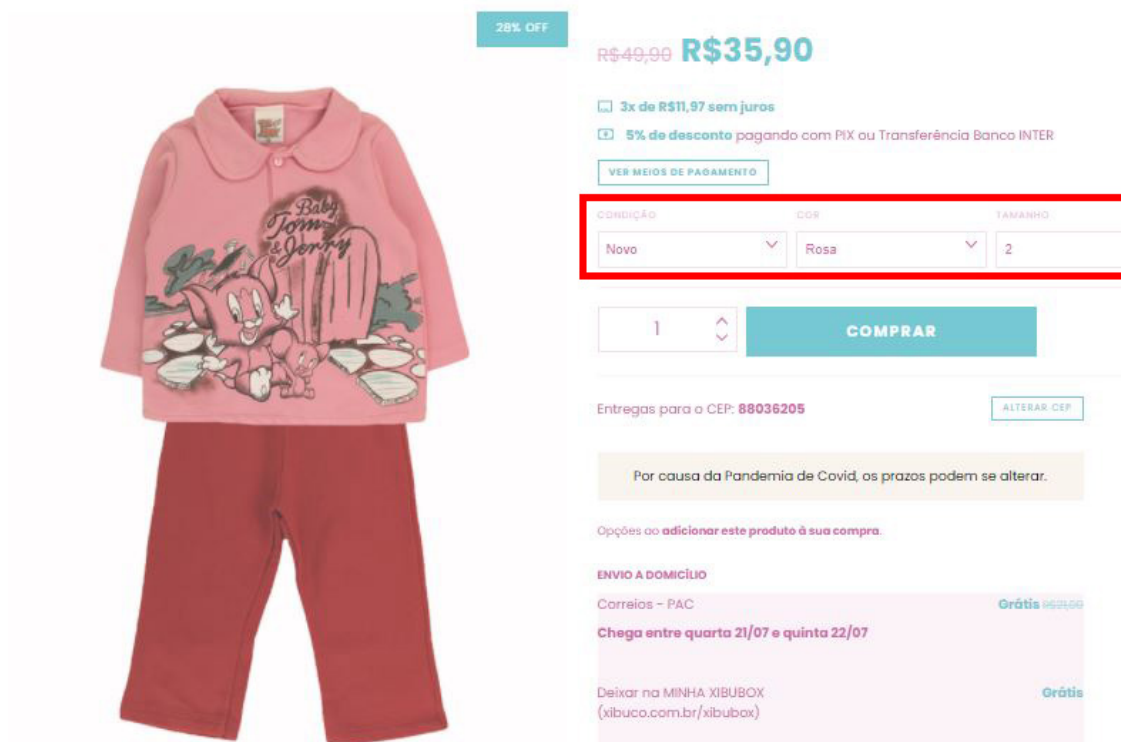 28% OFF
R$49,90 R$35,90
3x de R$11,97 sem juros
5% de desconto pagando com PIX ou Transferência Banco INTER
VER MEIOS DE PAGAMENTO
CONDIÇÃO COR TAMANHO
Novo Rosa 2
1 COMPRAR
Entregas para o CEP: 88036205 ALTERAR CEP
Por causa da Pandemia de Covid, os prazos podem se alterar.
Opções ao adicionar este produto à sua compra.
ENVIO A DOMICÍLIO
Correios - PAC Grátis R$21,00
Chega entre quarta 21/07 e quinta 22/07
Deixar na MINHA XIBUBOX Grátis
(xibuco.com.br/xibubox)
Baby
Tom
& Jerry